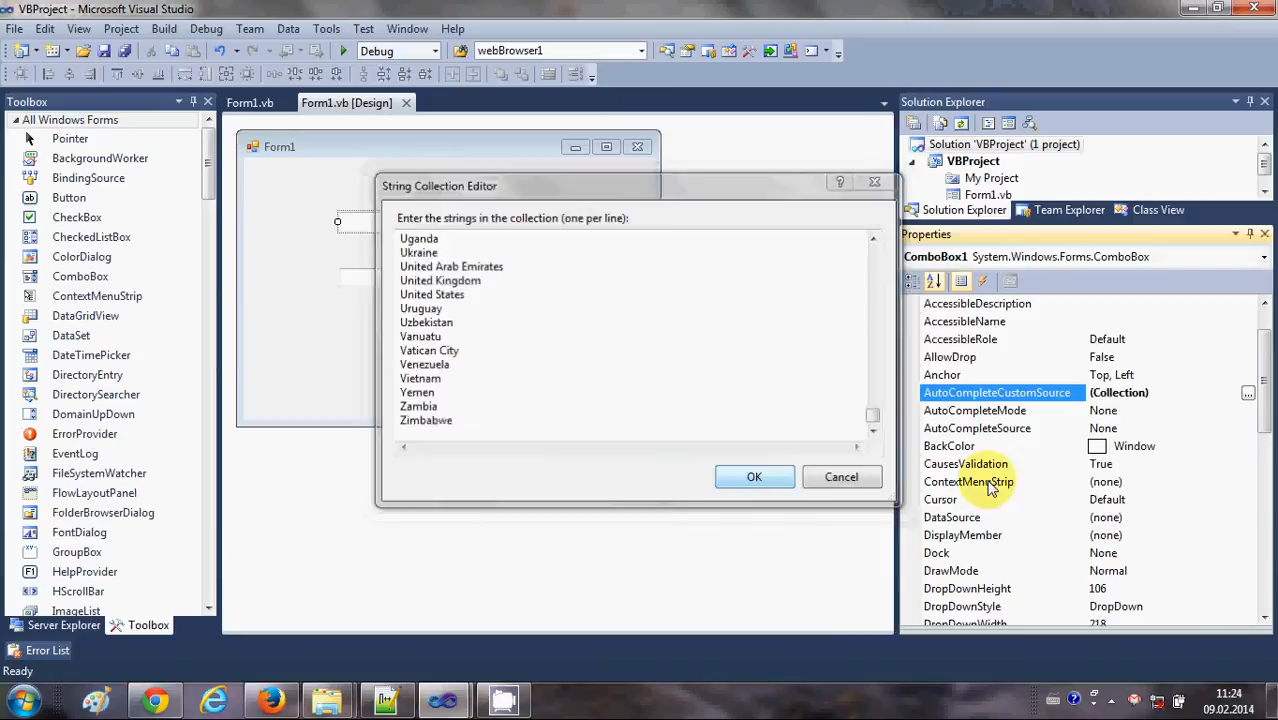 VBProject - Microsoft Visual Studio
File Edit View Project Build Debug Team Data Tools Test Window Help
Debug webBrowser1
Toolbox
All Windows Forms
Pointer
BackgroundWorker
BindingSource
Button
CheckBox
CheckedListBox
ColorDialog
ComboBox
ContextMenuStrip
DataGridView
DataSet
DateTimePicker
DirectoryEntry
DirectorySearcher
DomainUpDown
ErrorProvider
EventLog
FileSystemWatcher
FlowLayoutPanel
FolderBrowserDialog
FontDialog
GroupBox
HelpProvider
HScrollBar
ImageList
Server Explorer Toolbox
Form1.vb Form1.vb [Design]
Form1
String Collection Editor
Enter the strings in the collection (one per line):
Uganda
Ukraine
United Arab Emirates
United Kingdom
United States
Uruguay
Uzbekistan
Vanuatu
Vatican City
Venezuela
Vietnam
Yemen
Zambia
Zimbabwe
OK Cancel
Solution Explorer
Solution 'VBProject' (1 project)
VBProject
My Project
Form1.vb
Solution Explorer Team Explorer Class View
Properties
ComboBox1 System.Windows.Forms.ComboBox
AccessibleDescription
AccessibleName
AccessibleRole Default
AllowDrop False
Anchor Top, Left
AutoCompleteCustomSource (Collection) ...
AutoCompleteMode None
AutoCompleteSource None
BackColor Window
CausesValidation True
ContextMenuStrip (none)
Cursor Default
DataSource (none)
DisplayMember (none)
Dock None
DrawMode Normal
DropDownHeight 106
DropDownStyle DropDown
DropDownWidth 218
Error List
Ready
11:24
09.02.2014